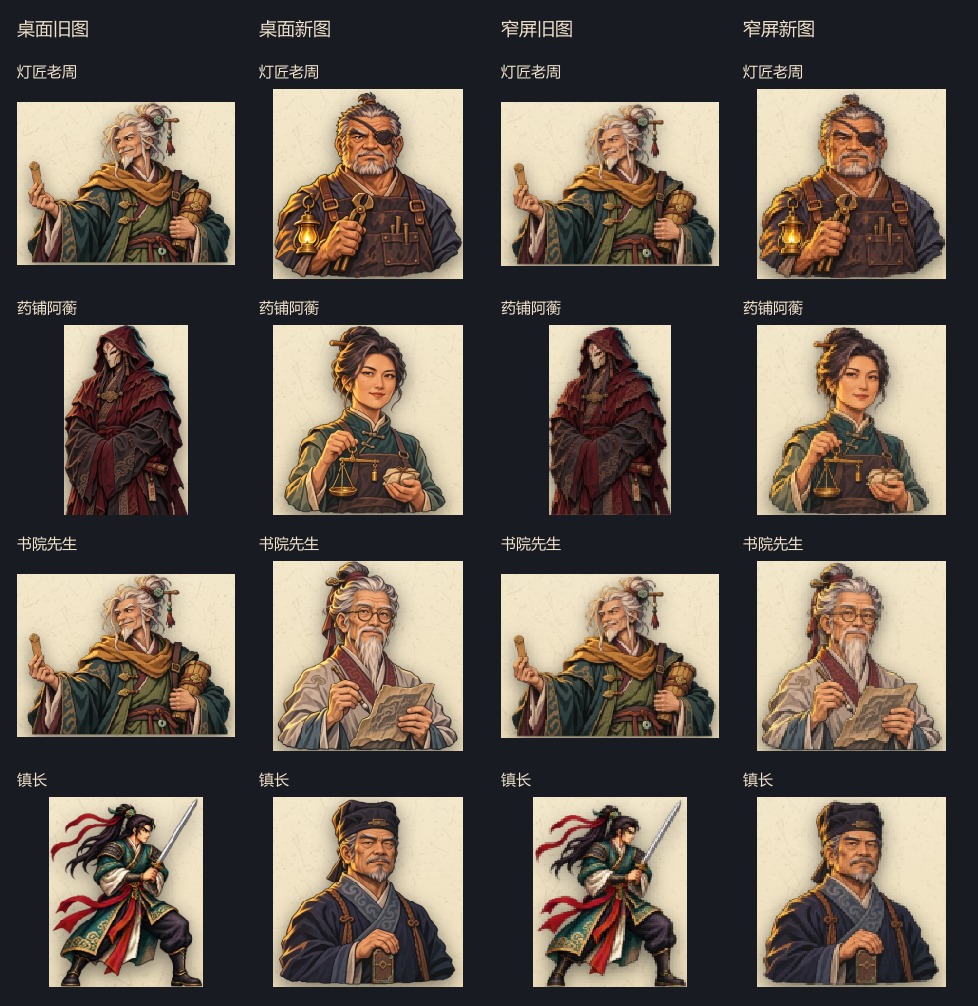 桌面旧图 桌面新图 窄屏旧图 窄屏新图
灯匠老周 灯匠老周 灯匠老周 灯匠老周
药铺阿蘅 药铺阿蘅 药铺阿蘅 药铺阿蘅
书院先生 书院先生 书院先生 书院先生
镇长 镇长 镇长 镇长